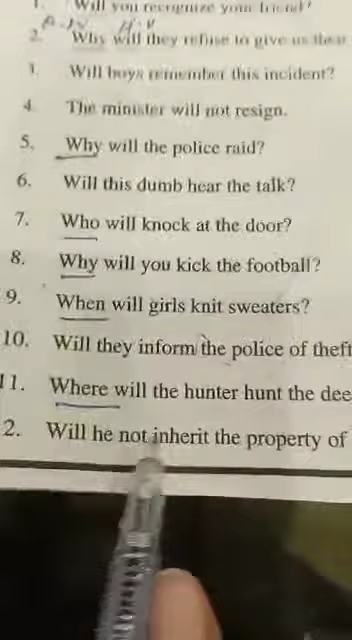 1. Will you recognize your friend?
2. Why will they refuse to give us their
3. Will boys remember this incident?
4. The minister will not resign.
5. Why will the police raid?
6. Will this dumb hear the talk?
7. Who will knock at the door?
8. Why will you kick the football?
9. When will girls knit sweaters?
10. Will they inform the police of theft
11. Where will the hunter hunt the dee
2. Will he not inherit the property of